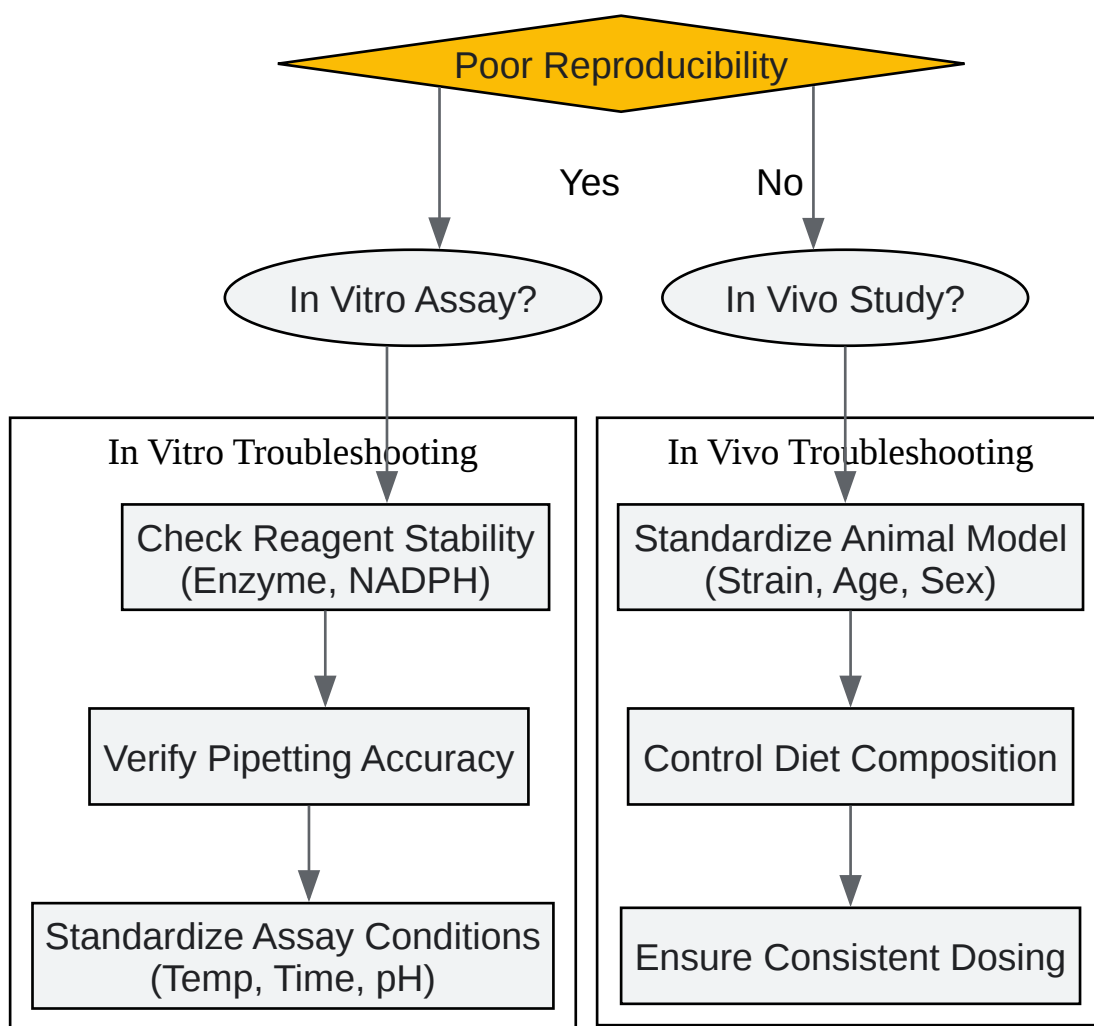 Poor Reproducibility
Yes
No
In Vitro Assay?
In Vivo Study?
In Vitro Troubleshooting
Check Reagent Stability
(Enzyme, NADPH)
Verify Pipetting Accuracy
Standardize Assay Conditions
(Temp, Time, pH)
In Vivo Troubleshooting
Standardize Animal Model
(Strain, Age, Sex)
Control Diet Composition
Ensure Consistent Dosing